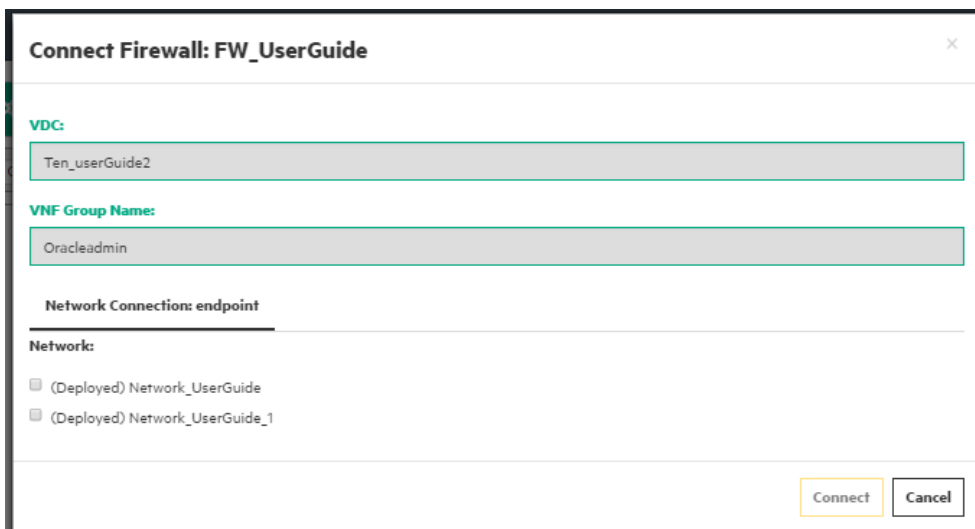 Connect Firewall: FW_UserGuide
×
VDC:
Ten_userGuide2
VNF Group Name:
Oracleadmin
Network Connection: endpoint
Network:
(Deployed) Network_UserGuide
(Deployed) Network_UserGuide_1
Connect Cancel